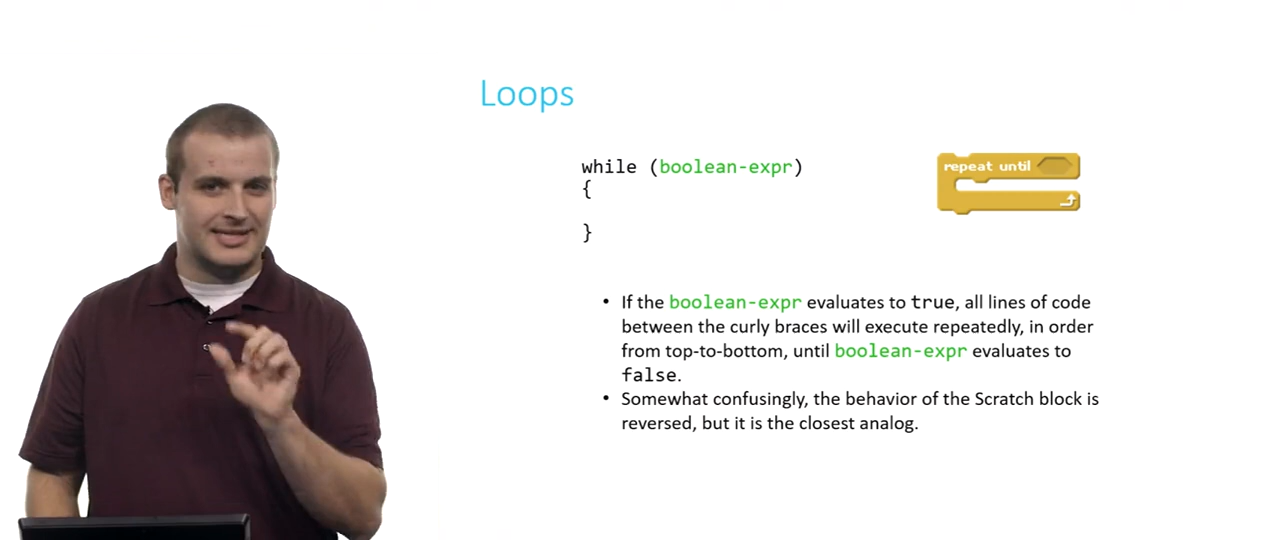 Loops
while (boolean-expr)
{
}
repeat until
• If the boolean-expr evaluates to true, all lines of code
between the curly braces will execute repeatedly, in order
from top-to-bottom, until boolean-expr evaluates to
false.
• Somewhat confusingly, the behavior of the Scratch block is
reversed, but it is the closest analog.